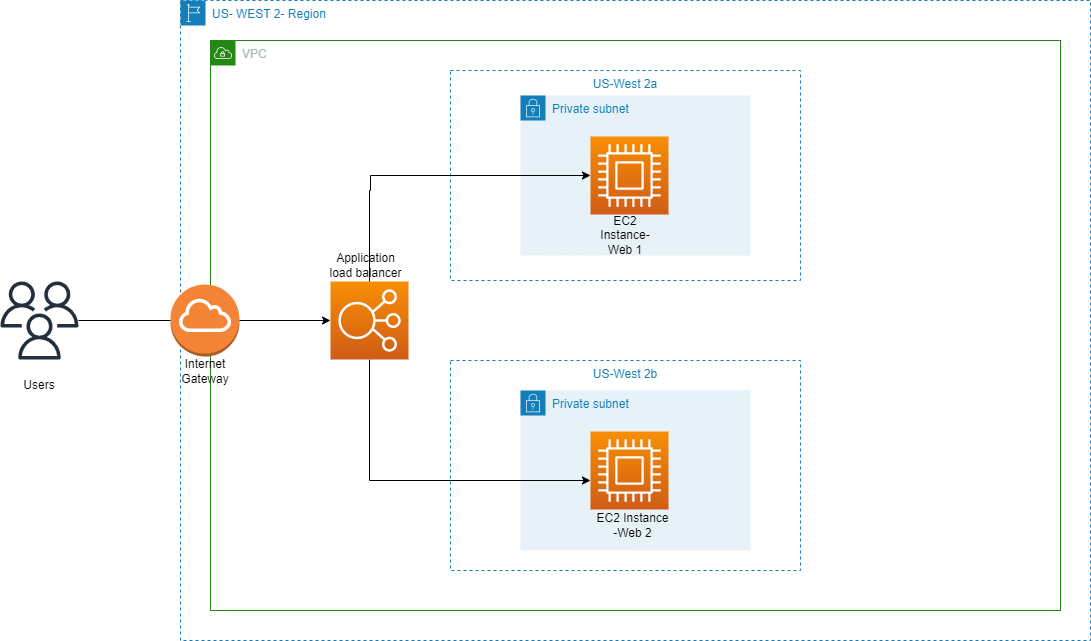 US- WEST 2- Region
VPC
US-West 2a
Private subnet
EC2
Instance-
Web 1
Application
load balancer
Internet
Gateway
Users
US-West 2b
Private subnet
EC2 Instance
-Web 2